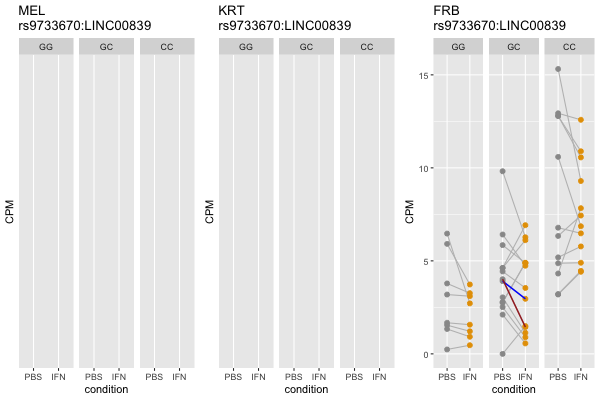 MEL
rs9733670:LINC00839
GG GC CC
CPM
PBS IFN PBS IFN PBS IFN
condition
KRT
rs9733670:LINC00839
GG GC CC
CPM
PBS IFN PBS IFN PBS IFN
condition
FRB
rs9733670:LINC00839
GG GC CC
15
10
5
0
CPM
PBS IFN PBS IFN PBS IFN
condition